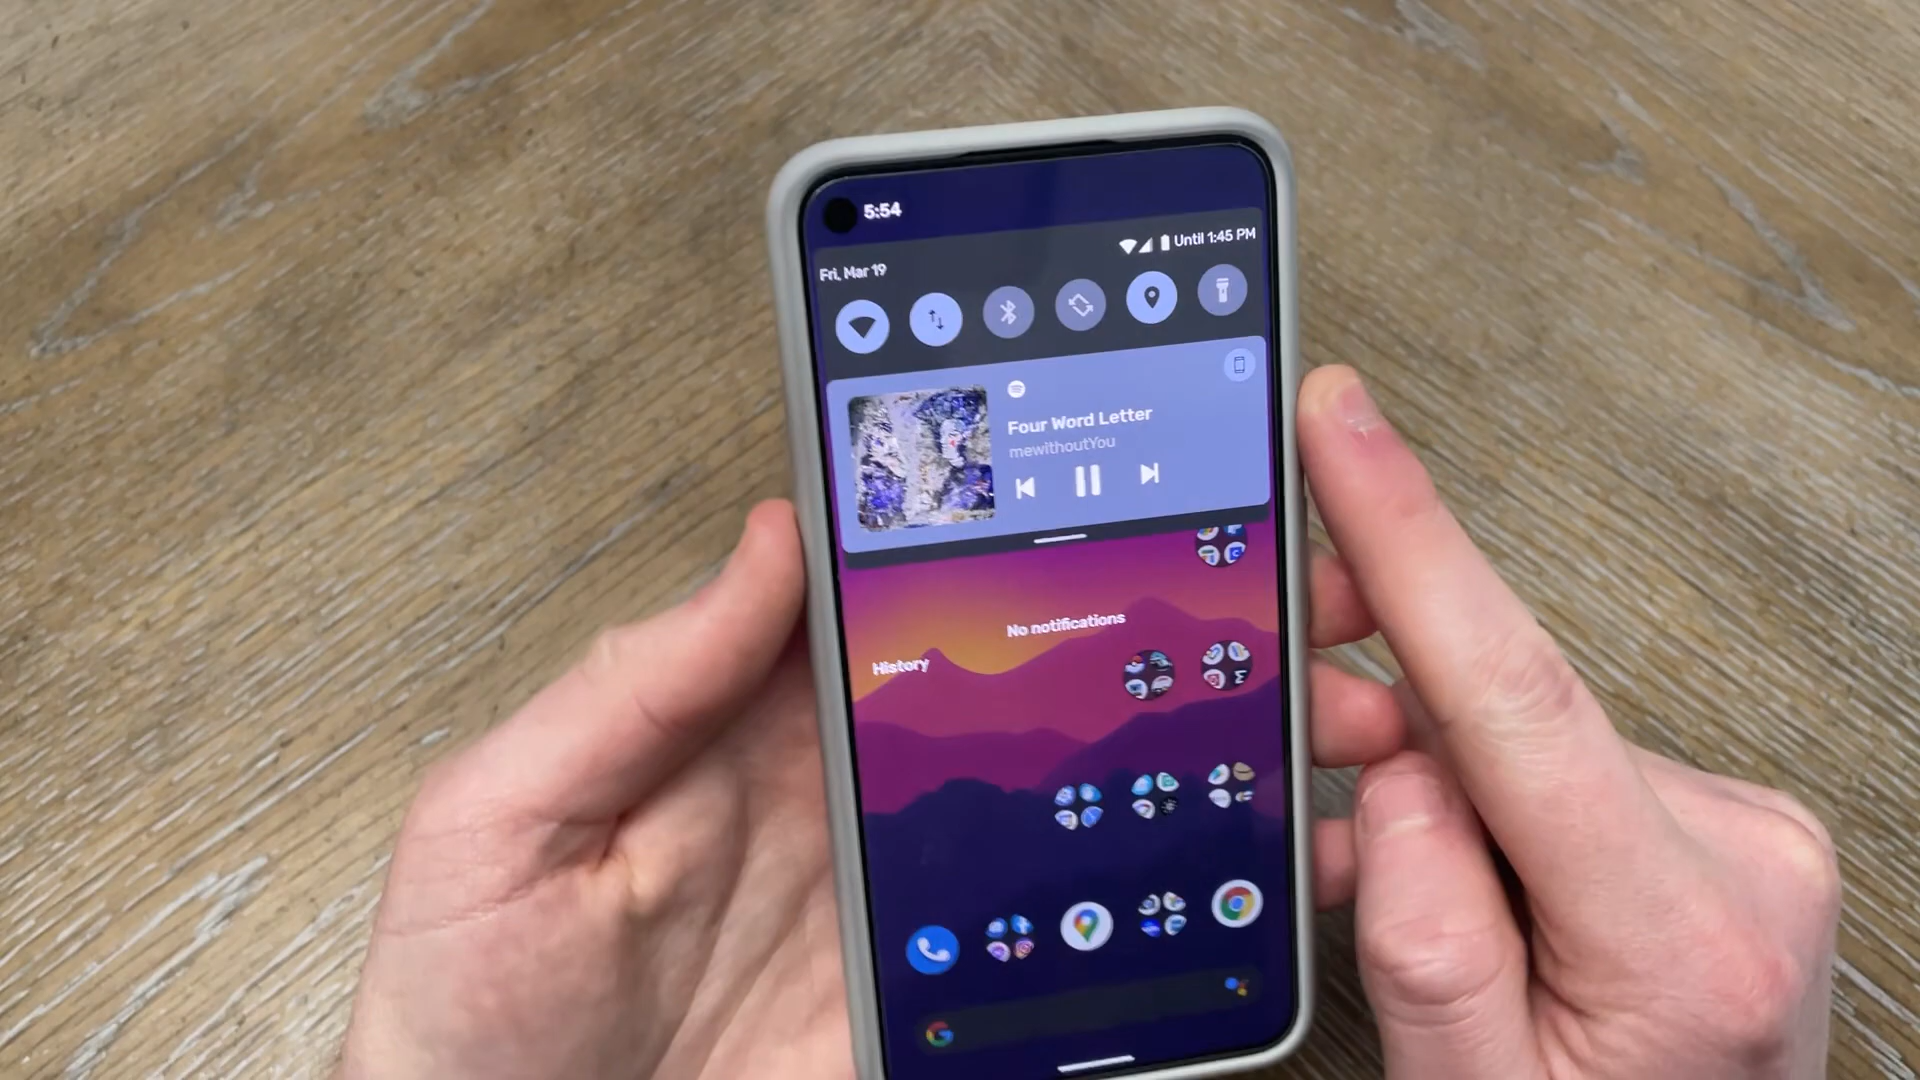 5:54
Until 1:45 PM
Fri, Mar 19
Four Word Letter
mewithoutYou
No notifications
History